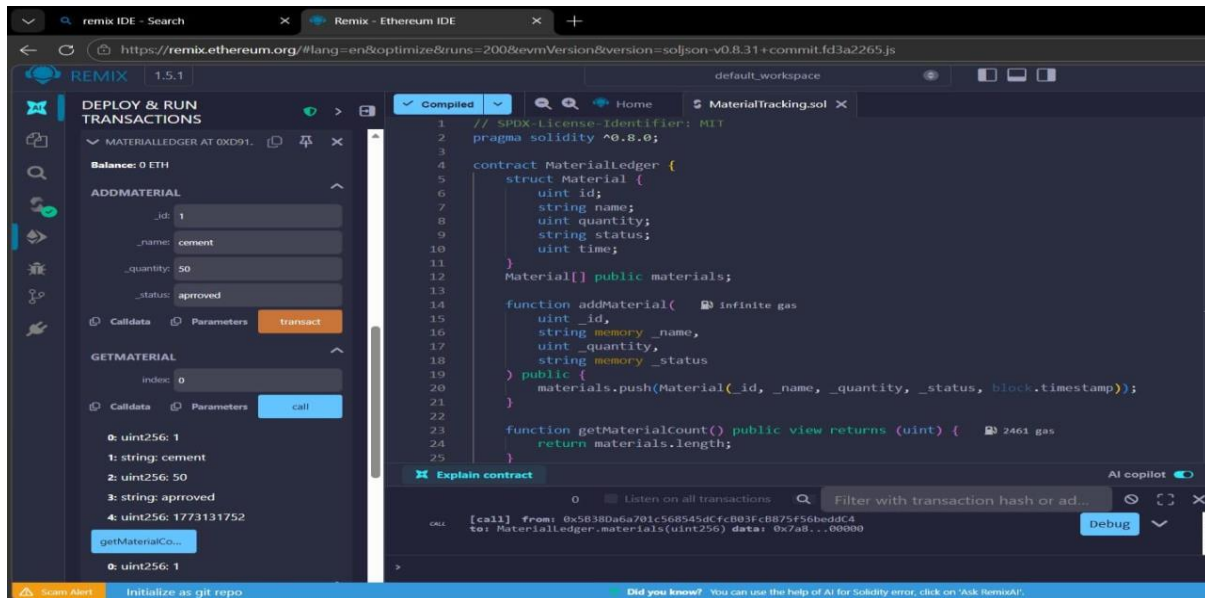 remix IDE - Search
Remix - Ethereum IDE
https://remix.ethereum.org/#lang=en&optimize&runs=200&evmVersion&version=soljson-v0.8.31+commit.fd3a2265.js
REMIX 1.5.1
default_workspace
DEPLOY & RUN
TRANSACTIONS
MATERIALLEDGER AT 0XD91.
Balance: 0 ETH
ADDMATERIAL
_id: 1
_name: cement
_quantity: 50
_status: aprroved
Calldata Parameters transact
GETMATERIAL
index: 0
Calldata Parameters call
0: uint256: 1
1: string: cement
2: uint256: 50
3: string: aprroved
4: uint256: 1773131752
getMaterialCo...
0: uint256: 1
Compiled
Home
MaterialTracking.sol
1 // SPDX-License-Identifier: MIT
2 pragma solidity ^0.8.0;
3
4 contract MaterialLedger {
5 struct Material {
6 uint id;
7 string name;
8 uint quantity;
9 string status;
10 uint time;
11 }
12 Material[] public materials;
13
14 function addMaterial( infinite gas
15 uint _id,
16 string memory _name,
17 uint _quantity,
18 string memory _status
19 ) public {
20 materials.push(Material(_id, _name, _quantity, _status, block.timestamp));
21 }
22
23 function getMaterialCount() public view returns (uint) { 2461 gas
24 return materials.length;
25 }
Explain contract
AI copilot
0 Listen on all transactions Filter with transaction hash or ad...
CALL [call] from: 0x5B38Da6a701c568545dCfcB03FcB875f56beddC4
to: MaterialLedger.materials(uint256) data: 0x7a8...00000
Debug
>
Scam Alert Initialize as git repo
Did you know? You can use the help of AI for Solidity error, click on 'Ask RemixAI'.